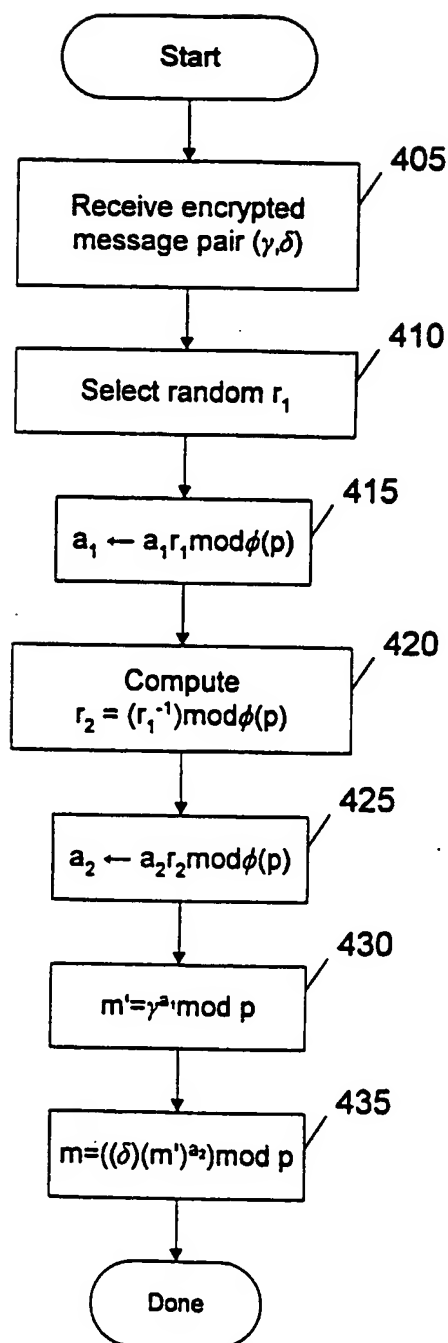 Start
405
Receive encrypted
message pair (γ,δ)
410
Select random r₁
415
a₁ ← a₁r₁modϕ(p)
420
Compute
r₂ = (r₁⁻¹)modϕ(p)
425
a₂ ← a₂r₂modϕ(p)
430
m'=γᵃ¹mod p
435
m=((δ)(m')ᵃ²)mod p
Done